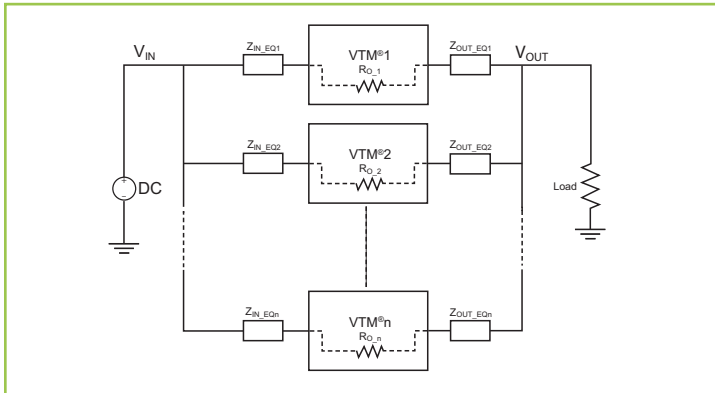 V_IN
Z_IN_EQ1
VTM®1
R_O_1
Z_OUT_EQ1
V_OUT
Z_IN_EQ2
VTM®2
R_O_2
Z_OUT_EQ2
+
−
DC
Load
Z_IN_EQn
VTM®n
R_O_n
Z_OUT_EQn